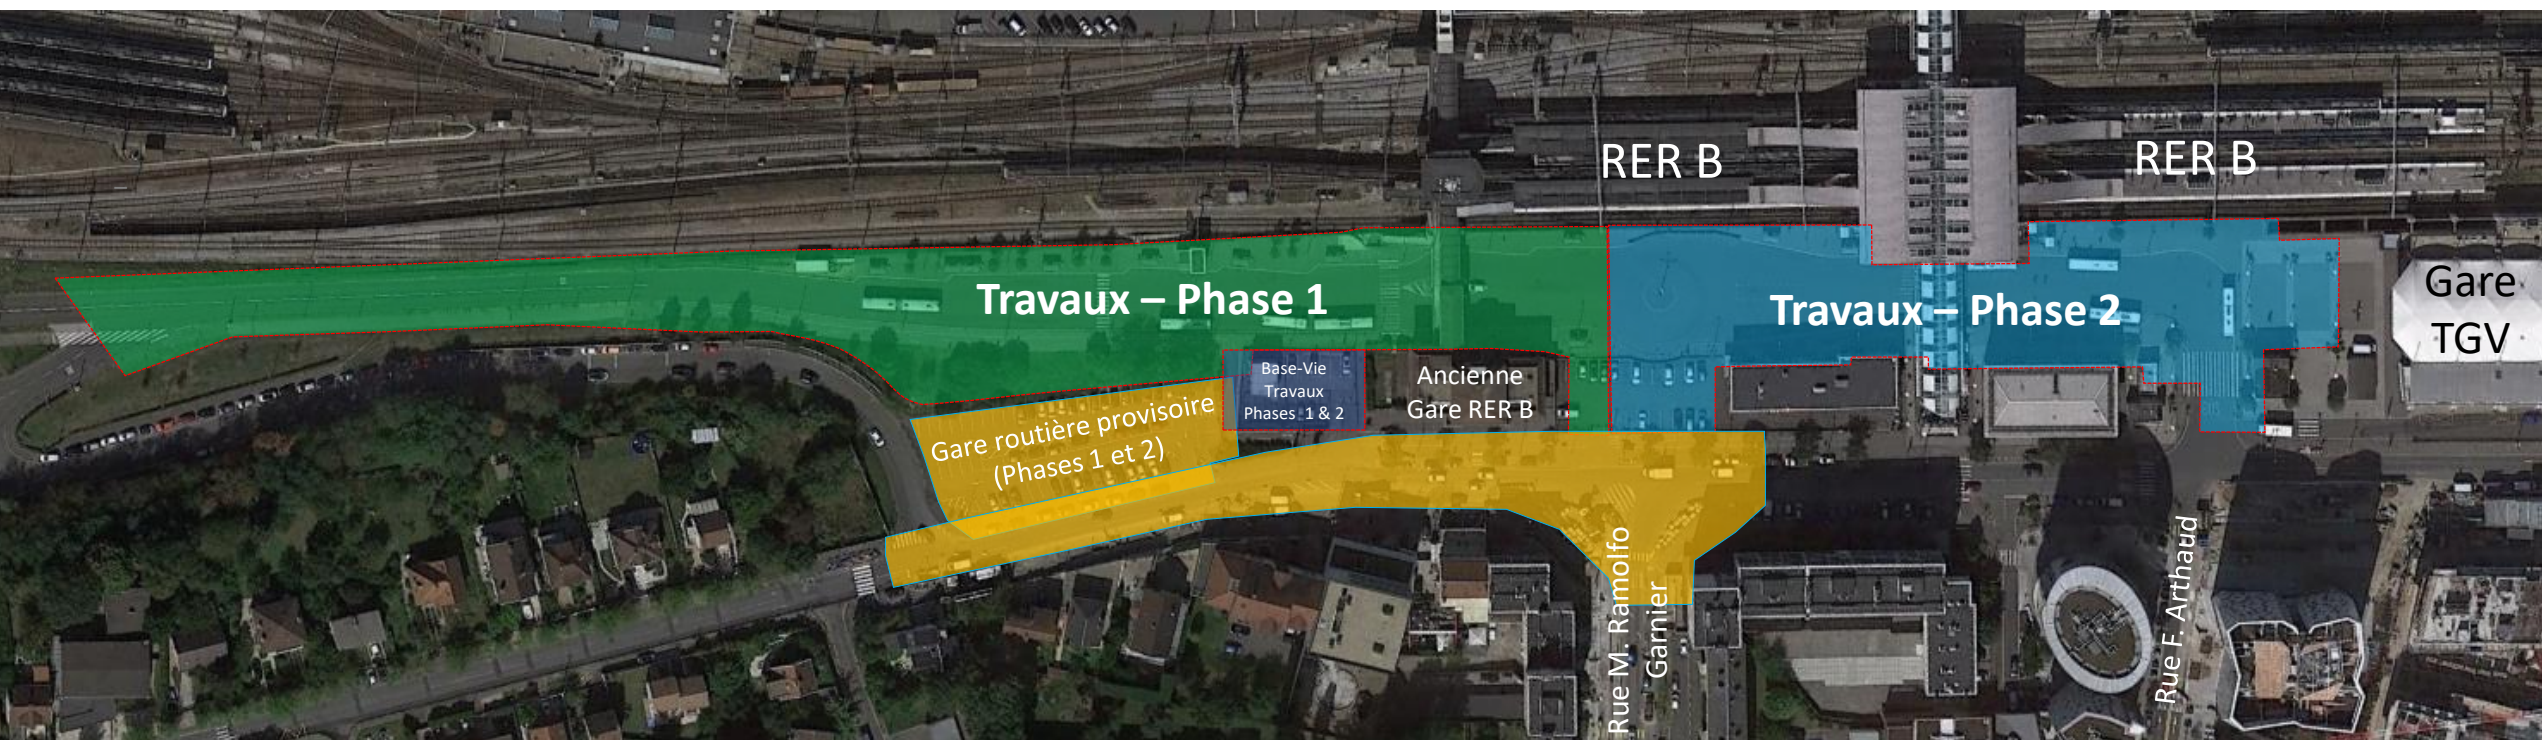 RER B
RER B
Travaux – Phase 1
Travaux – Phase 2
Gare
TGV
Base-Vie
Travaux
Phases 1 & 2
Ancienne
Gare RER B
Gare routière provisoire
(Phases 1 et 2)
Rue M. Ramolfo
Garnier
Rue F. Arthaud